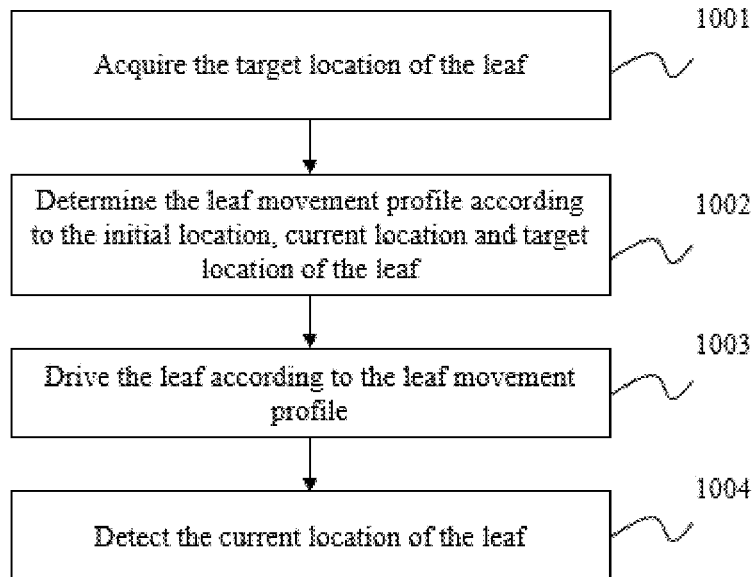 1001
Acquire the target location of the leaf
Determine the leaf movement profile according
to the initial location, current location and target
location of the leaf
1002
Drive the leaf according to the leaf movement
profile
1003
Detect the current location of the leaf
1004